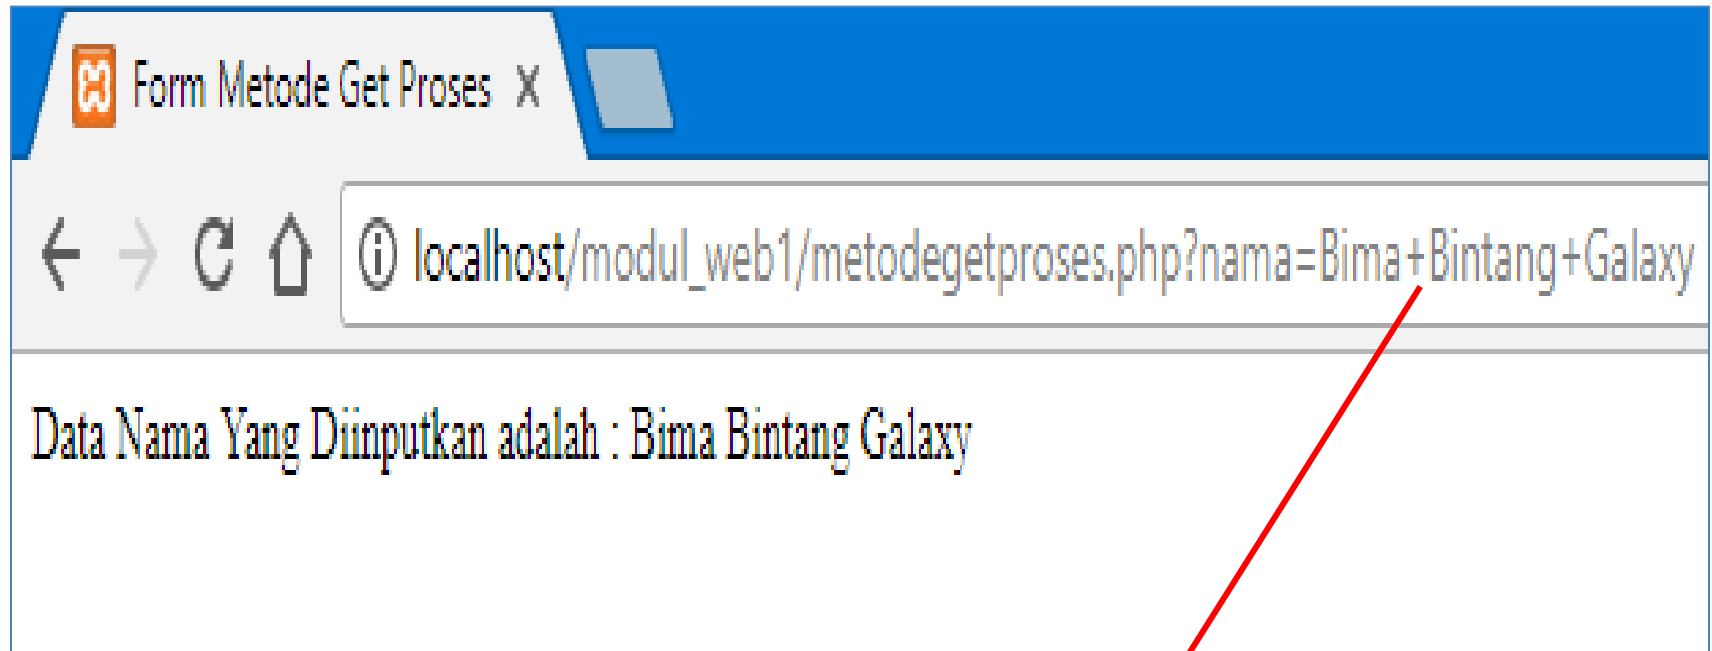 Form Metode Get Proses
localhost/modul_web1/metodegetproses.php?nama=Bima+Bintang+Galaxy
Data Nama Yang Diinputkan adalah : Bima Bintang Galaxy